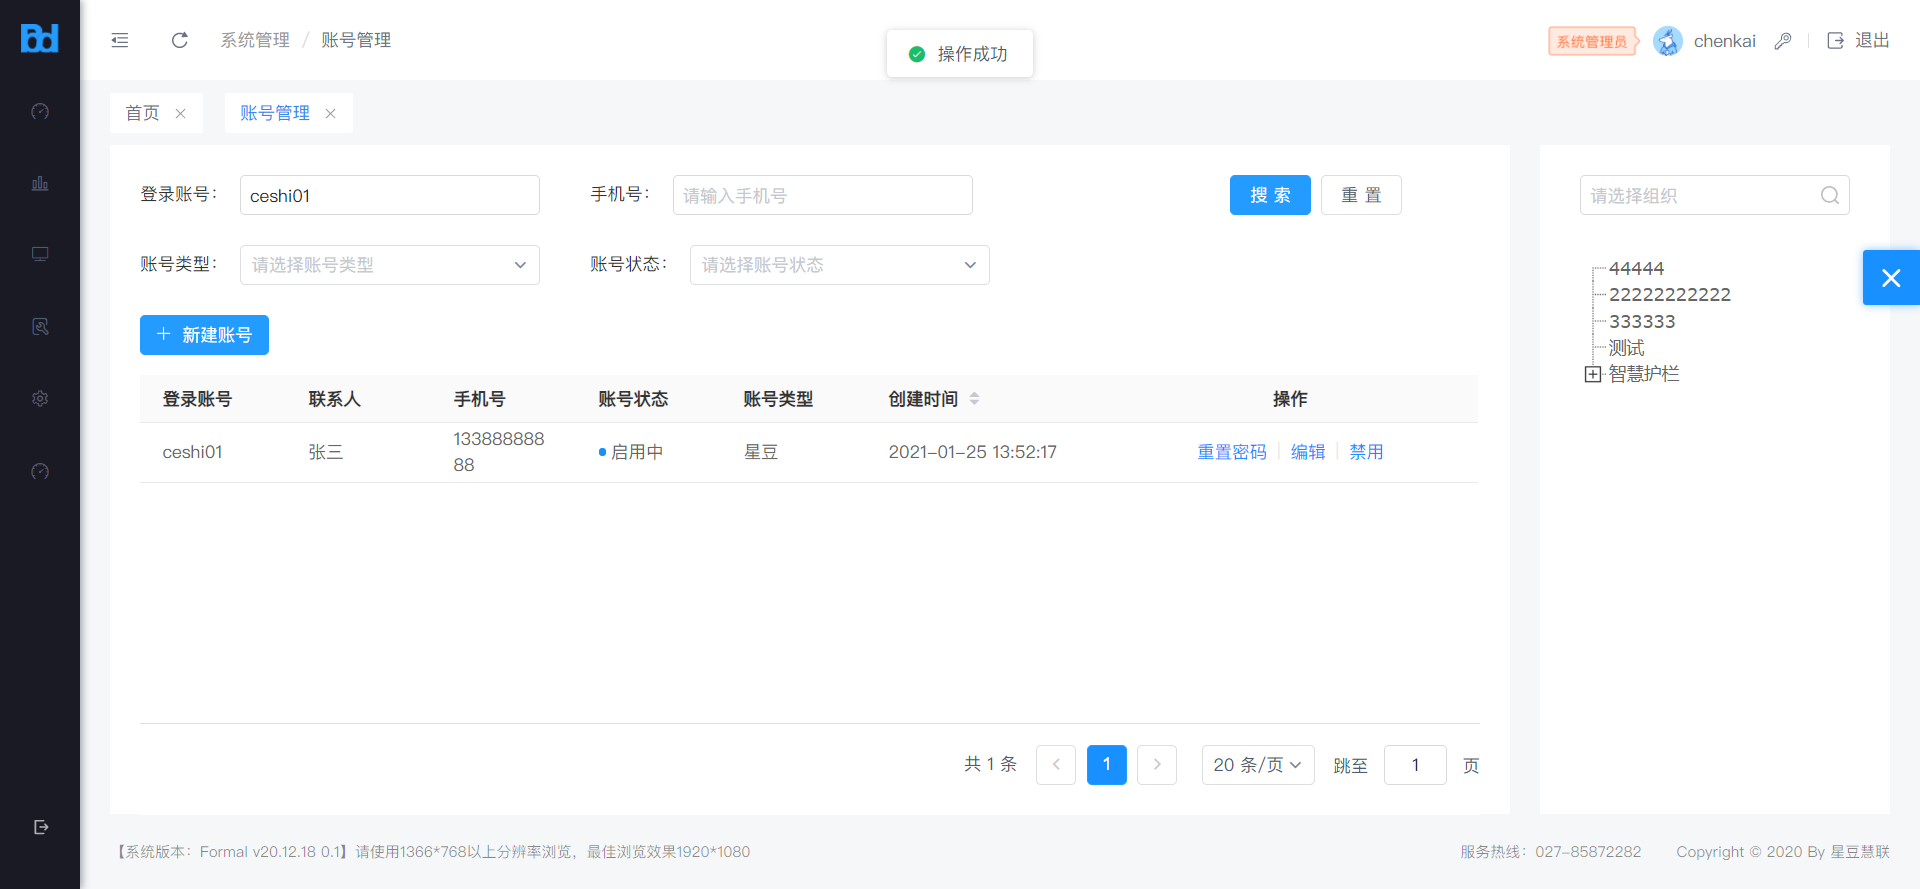 系统管理 / 账号管理
操作成功
系统管理员 chenkai 退出
首页 账号管理
登录账号： ceshi01 手机号： 请输入手机号 搜 索 重 置
请选择组织
账号类型： 请选择账号类型 账号状态： 请选择账号状态
44444
22222222222
333333
测试
智慧护栏
新建账号
登录账号 联系人 手机号 账号状态 账号类型 创建时间 操作
ceshi01 张三 13388888888 启用中 星豆 2021-01-25 13:52:17 重置密码 编辑 禁用
共 1 条 1 20 条/页 跳至 1 页
【系统版本：Formal v20.12.18 0.1】请使用1366*768以上分辨率浏览，最佳浏览效果1920*1080
服务热线：027-85872282 Copyright © 2020 By 星豆慧联